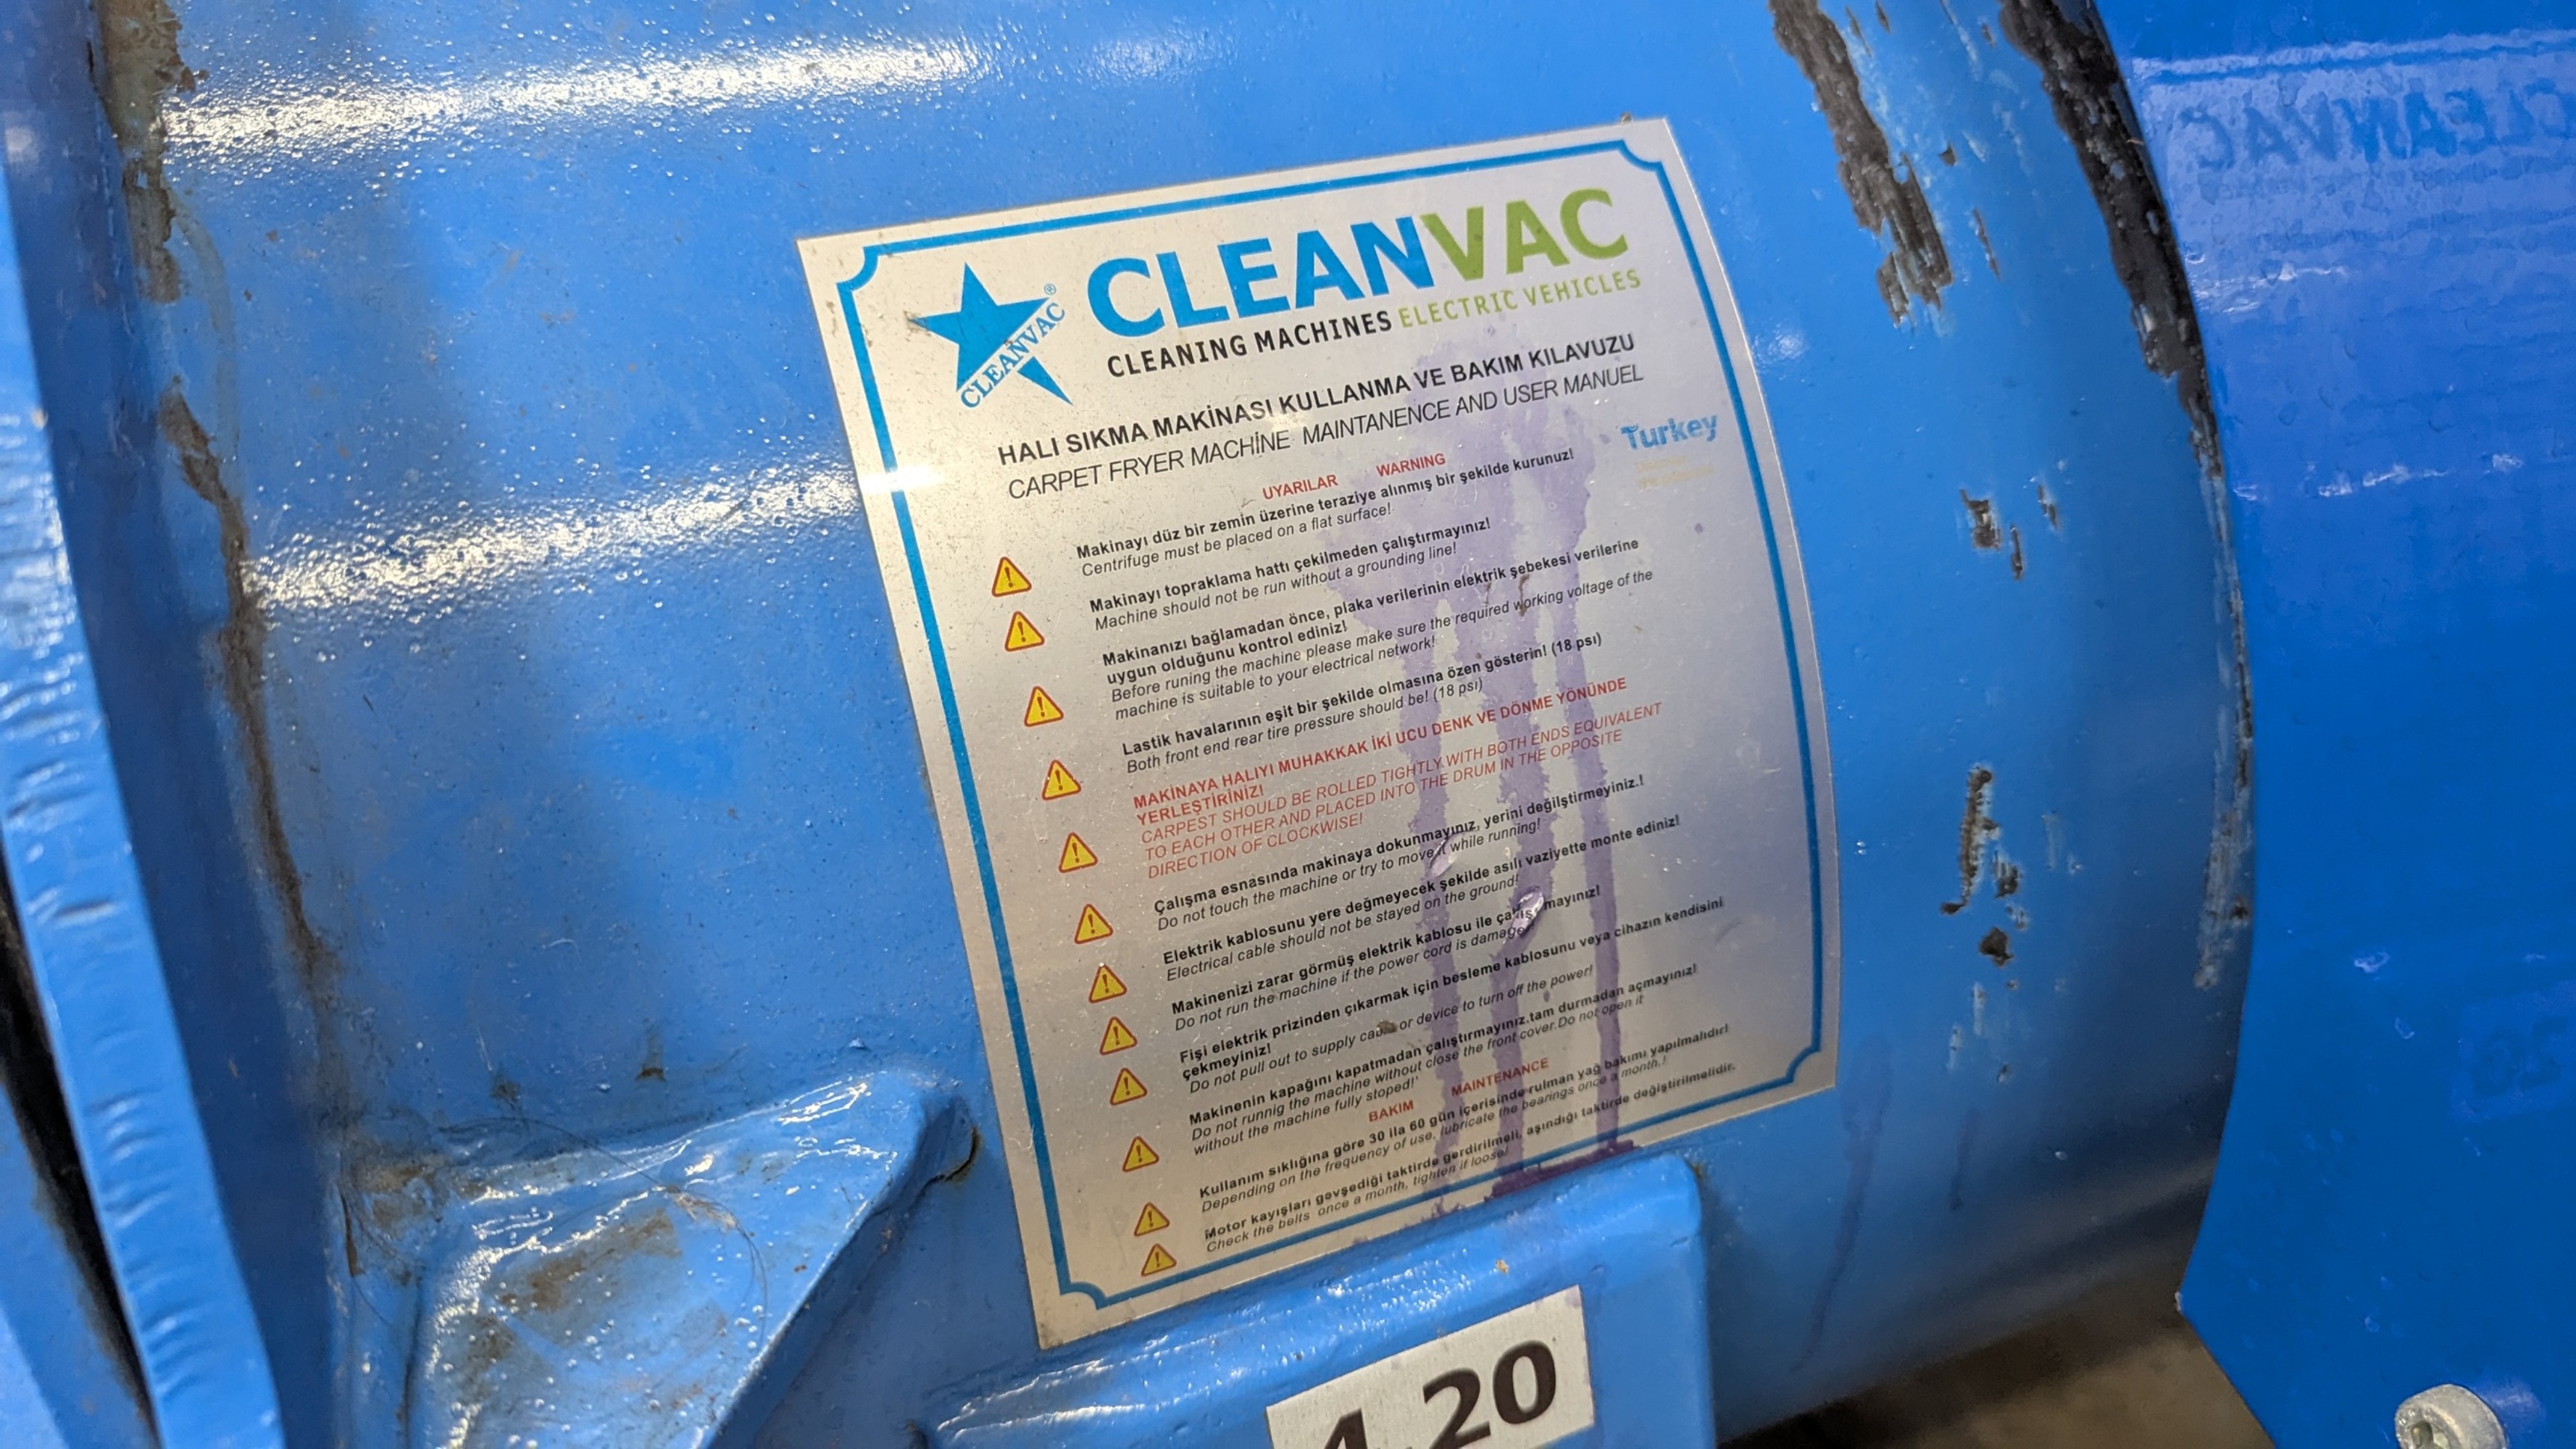 CLEANVAC
CLEANVAC®
CLEANING MACHINES ELECTRIC VEHICLES
HALI SIKMA MAKİNASI KULLANMA VE BAKIM KILAVUZU
CARPET FRYER MACHİNE MAINTANENCE AND USER MANUEL
Turkey
UYARILAR WARNING
Makinayı düz bir zemin üzerine teraziye alınmış bir şekilde kurunuz!
Centrifuge must be placed on a flat surface!
Makinayı topraklama hattı çekilmeden çalıştırmayınız!
Machine should not be run without a grounding line!
Makinanızı bağlamadan önce, plaka verilerinin elektrik şebekesi verilerine
uygun olduğunu kontrol ediniz!
Before runing the machine please make sure the required working voltage of the
machine is suitable to your electrical network!
Lastik havalarının eşit bir şekilde olmasına özen gösterin! (18 psı)
Both front end rear tire pressure should be! (18 psı)
MAKİNAYA HALIYI MUHAKKAK İKİ UCU DENK VE DÖNME YÖNÜNDE
YERLEŞTİRİNİZ!
CARPEST SHOULD BE ROLLED TIGHTLY WITH BOTH ENDS EQUIVALENT
TO EACH OTHER AND PLACED INTO THE DRUM IN THE OPPOSITE
DIRECTION OF CLOCKWISE!
Çalışma esnasında makinaya dokunmayınız, yerini değilştirmeyiniz.!
Do not touch the machine or try to move it while running!
Elektrik kablosunu yere değmeyecek şekilde asılı vaziyette monte ediniz!
Electrical cable should not be stayed on the ground!
Makinenizi zarar görmüş elektrik kablosu ile çalıştırmayınız!
Do not run the machine if the power cord is damage
Fişi elektrik prizinden çıkarmak için besleme kablosunu veya cihazın kendisini
çekmeyiniz!
Do not pull out to supply cable or device to turn off the power!
Makinenin kapağını kapatmadan çalıştırmayınız.tam durmadan açmayınız!
Do not runnig the machine without close the front cover.Do not open it
without the machine fully stoped!'
BAKIM MAINTENANCE
Kullanım sıklığına göre 30 ila 60 gün içerisinde rulman yağ bakımı yapılmalıdır!
Depending on the frequency of use, lubricate the bearings once a month.!
Motor kayışları gevşediği taktirde gerdirilmeli, aşındığı taktirde değiştirilmelidir.
Check the belts once a month, tighten if loose!
4.20